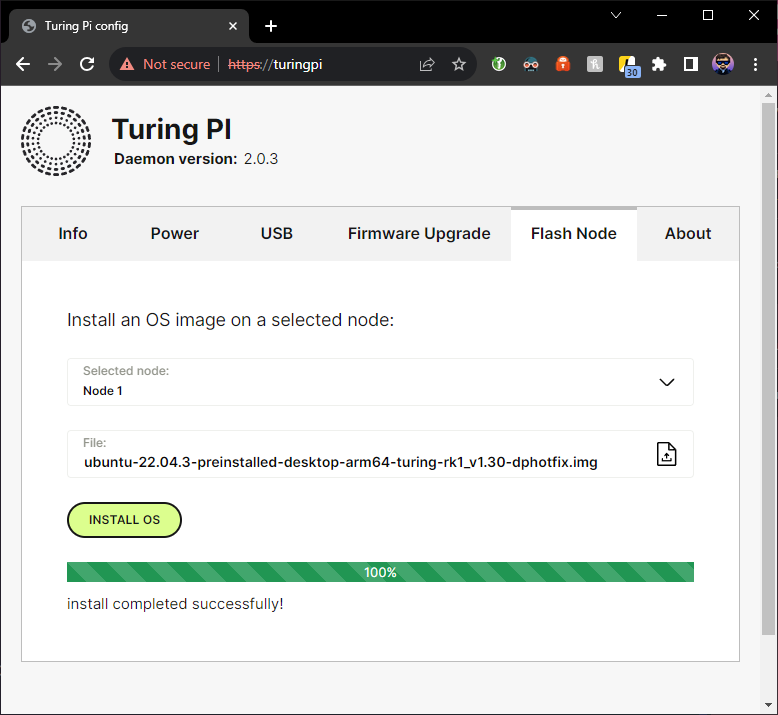 Turing Pi config
Not secure https://turingpi
30
Turing PI
Daemon version: 2.0.3
Info Power USB Firmware Upgrade Flash Node About
Install an OS image on a selected node:
Selected node:
Node 1
File:
ubuntu-22.04.3-preinstalled-desktop-arm64-turing-rk1_v1.30-dphotfix.img
INSTALL OS
100%
install completed successfully!